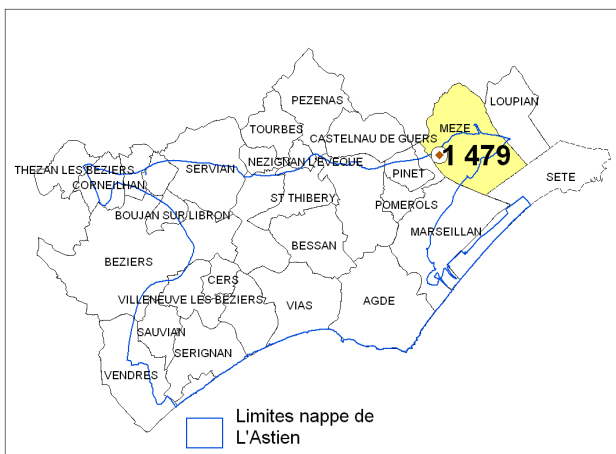 PEZENAS
LOUPIAN
TOURBES
CASTELNAU DE GUERS
MEZE
1 479
THEZAN LES BEZIERS
SERVIAN
NEZIGNAN L'EVEQUE
PINET
SETE
CORNEILHAN
ST THIBERY
POMEROLS
BOUJAN SUR LIBRON
MARSEILLAN
BESSAN
BEZIERS
CERS
VILLENEUVE LES BEZIERS
VIAS
AGDE
SAUVIAN
SERIGNAN
VENDRES
Limites nappe de
L'Astien